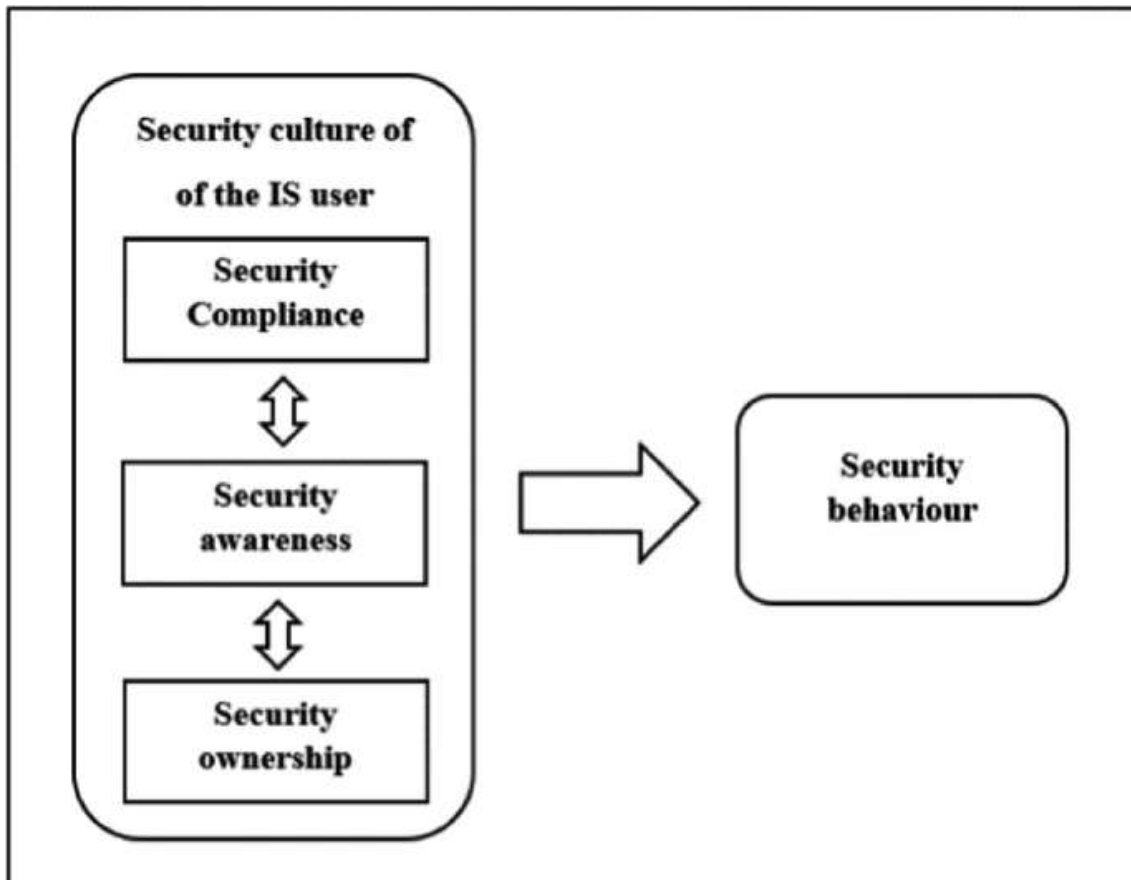 Security culture of
of the IS user
Security
Compliance
Security
awareness
Security
ownership
Security
behaviour